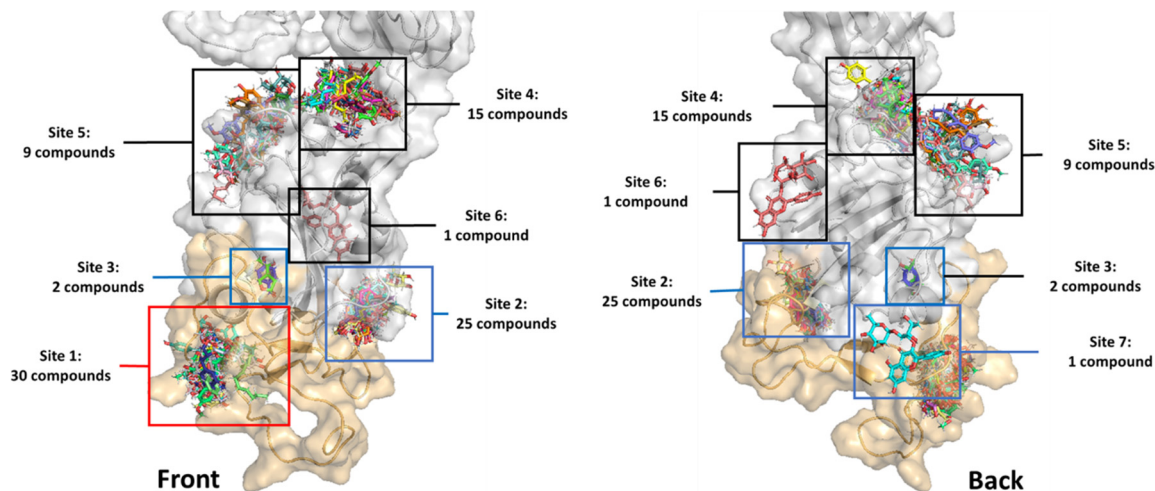 Site 5:
9 compounds
Site 4:
15 compounds
Site 6:
1 compound
Site 3:
2 compounds
Site 2:
25 compounds
Site 1:
30 compounds
Front
Site 4:
15 compounds
Site 5:
9 compounds
Site 6:
1 compound
Site 2:
25 compounds
Site 3:
2 compounds
Site 7:
1 compound
Back